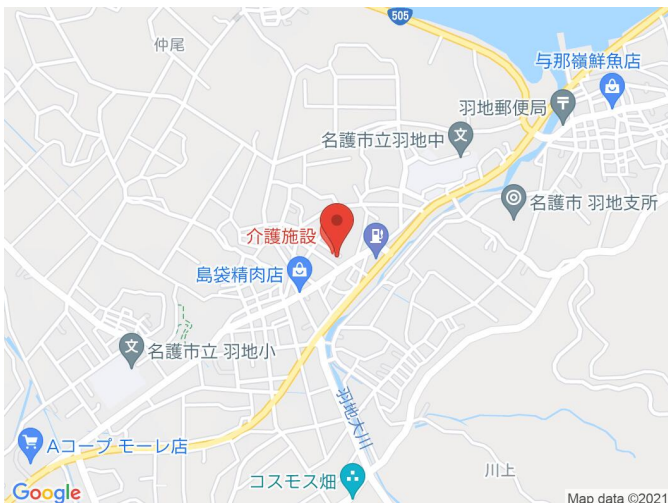 505
仲尾
与那嶺鮮魚店
羽地郵便局
名護市立羽地中
名護市 羽地支所
介護施設
島袋精肉店
名護市立 羽地小
羽地大川
Aコープ モーレ店
川上
コスモス畑
Google
Map data ©2021